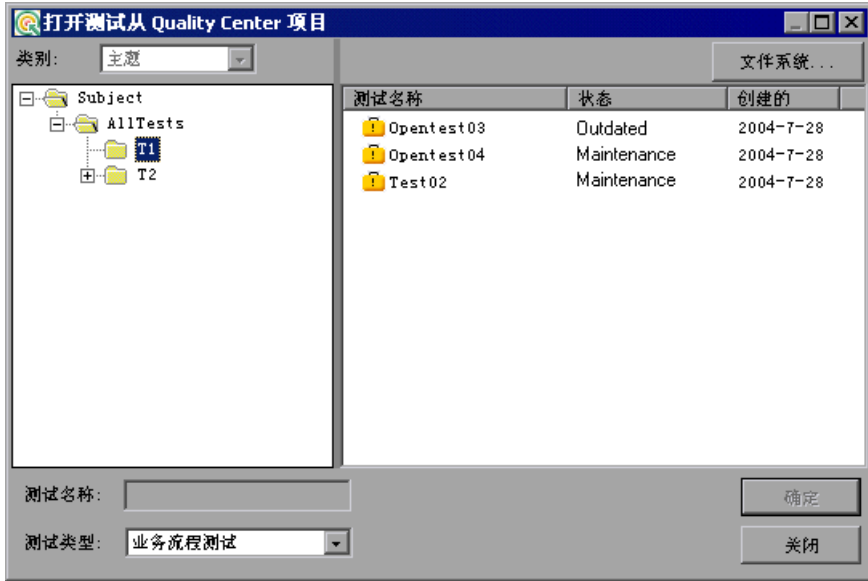 打开测试从 Quality Center 项目
类别: 主题
文件系统...
Subject
AllTests
T1
T2
测试名称 状态 创建的
Opentest03 Outdated 2004-7-28
Opentest04 Maintenance 2004-7-28
Test02 Maintenance 2004-7-28
测试名称: 确定
测试类型: 业务流程测试 关闭